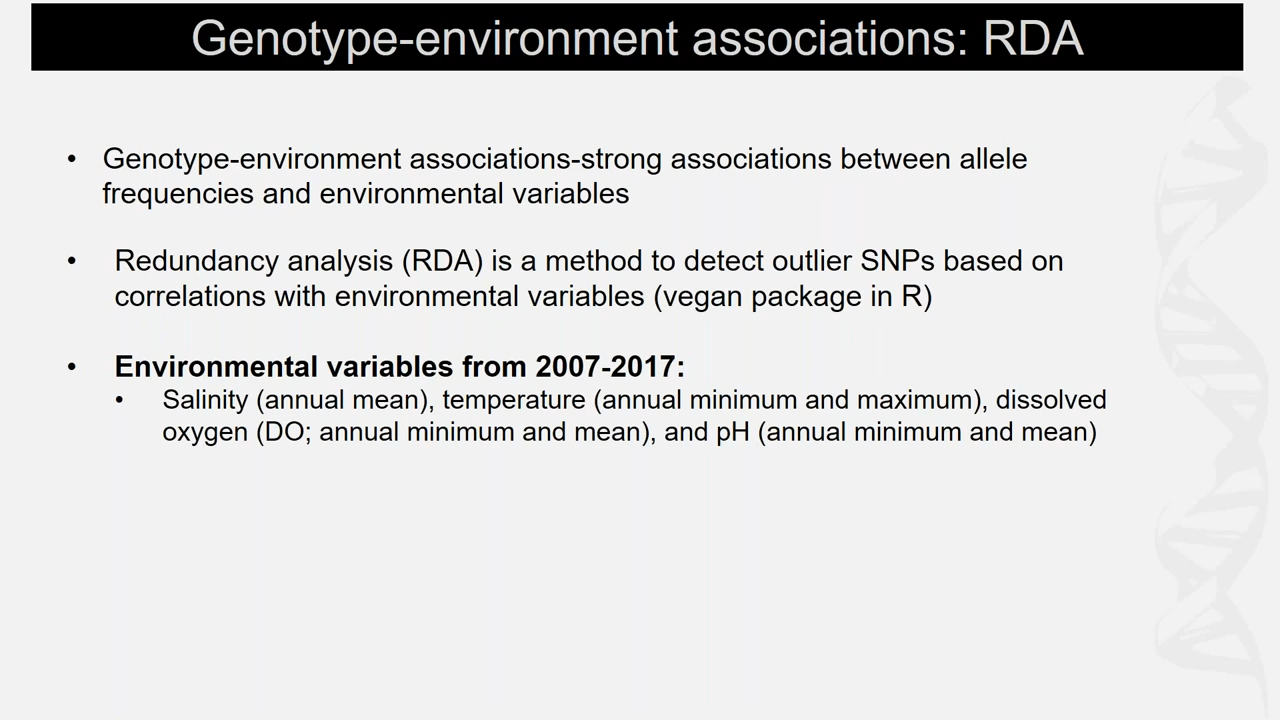 Genotype-environment associations: RDA
• Genotype-environment associations-strong associations between allele
frequencies and environmental variables
• Redundancy analysis (RDA) is a method to detect outlier SNPs based on
correlations with environmental variables (vegan package in R)
• Environmental variables from 2007-2017:
• Salinity (annual mean), temperature (annual minimum and maximum), dissolved
oxygen (DO; annual minimum and mean), and pH (annual minimum and mean)